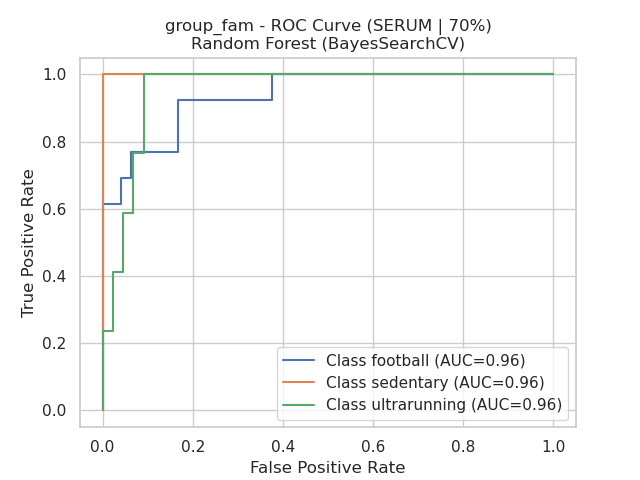 group_fam - ROC Curve (SERUM | 70%)
Random Forest (BayesSearchCV)
True Positive Rate
1.0
0.8
0.6
0.4
0.2
0.0
Class football (AUC=0.96)
Class sedentary (AUC=0.96)
Class ultrarunning (AUC=0.96)
0.0 0.2 0.4 0.6 0.8 1.0
False Positive Rate